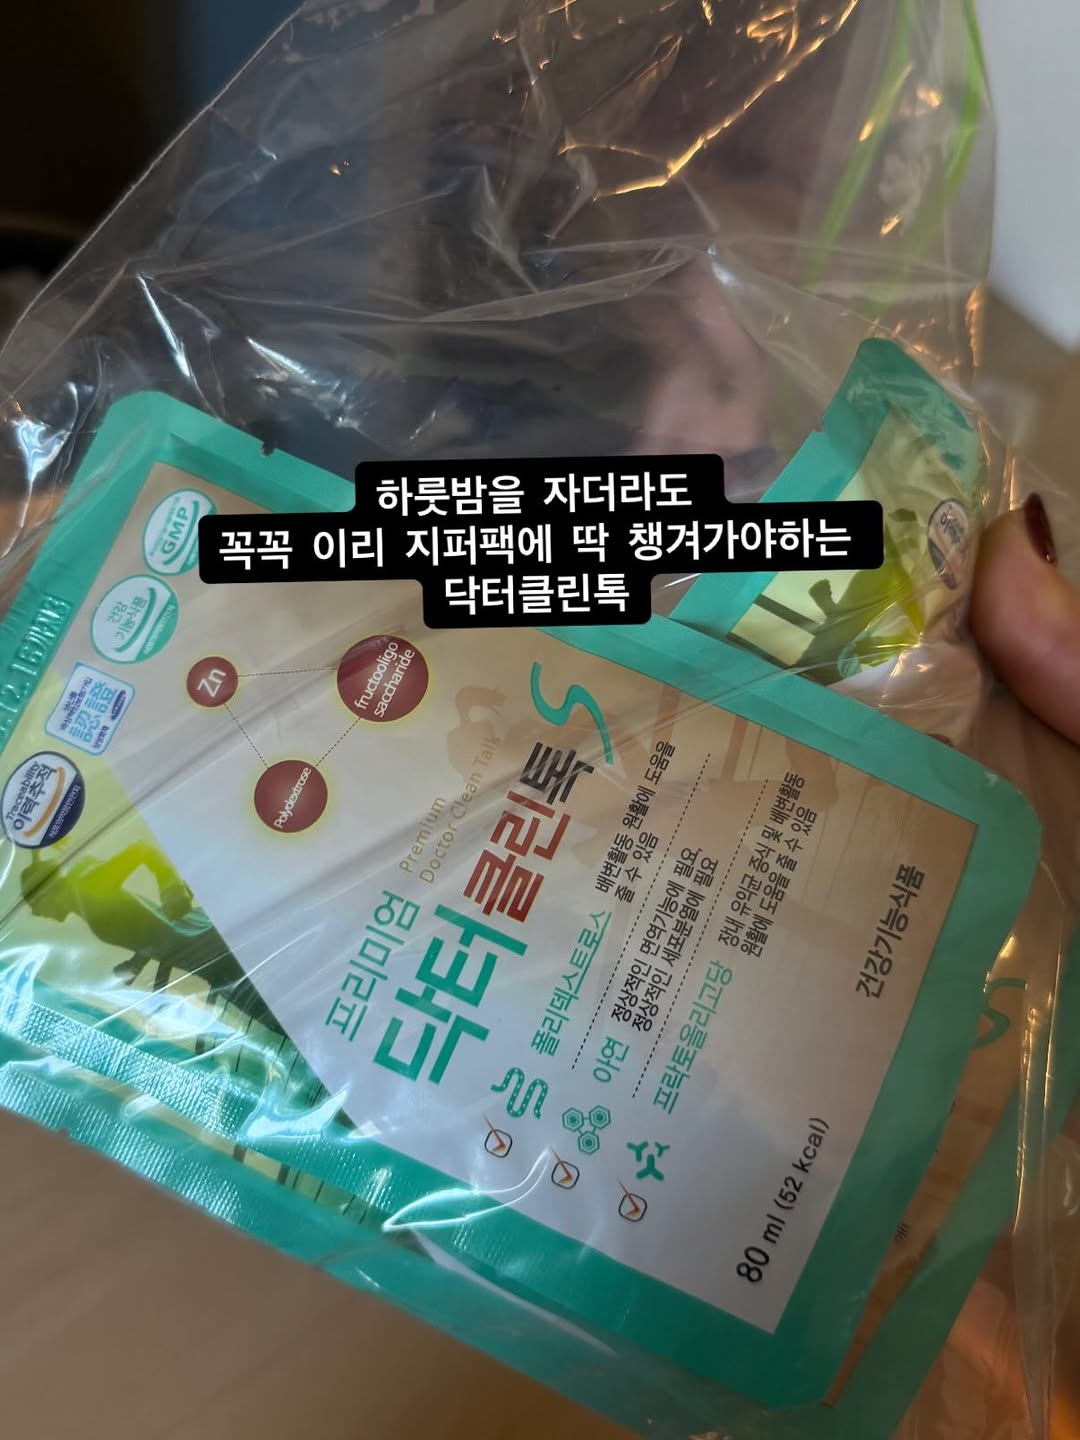 하룻밤을 자더라도
꼭꼭 이리 지퍼팩에 딱 챙겨가야하는
닥터클린톡
GMP
건강
기능식품
Traceability
이력추적
Zn
fructooligo
saccharide
Polydextrose
프리미엄
Premium
Doctor Clean Talk
닥터클린톡 S
폴리덱스트로스
배변활동 원활에 도움을
줄 수 있음
아연
정상적인 면역기능에 필요,
정상적인 세포분열에 필요
프락토올리고당
장내 유익균 증식 및 배변활동
원활에 도움을 줄 수 있음
80 ml (52 kcal)
건강기능식품